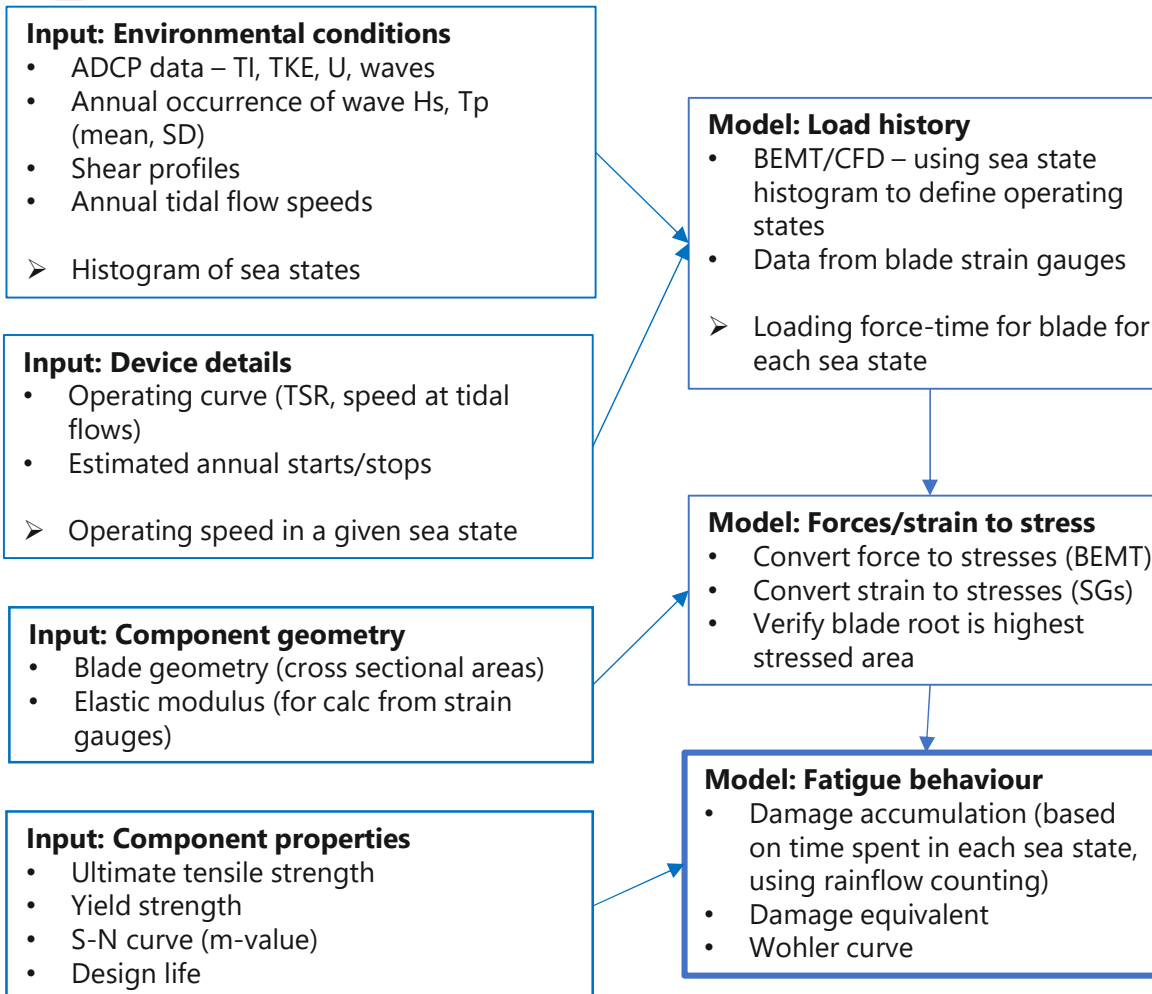 Input: Environmental conditions
• ADCP data – TI, TKE, U, waves
• Annual occurrence of wave Hs, Tp
(mean, SD)
• Shear profiles
• Annual tidal flow speeds
➢ Histogram of sea states
Input: Device details
• Operating curve (TSR, speed at tidal
flows)
• Estimated annual starts/stops
➢ Operating speed in a given sea state
Input: Component geometry
• Blade geometry (cross sectional areas)
• Elastic modulus (for calc from strain
gauges)
Input: Component properties
• Ultimate tensile strength
• Yield strength
• S-N curve (m-value)
• Design life
Model: Load history
• BEMT/CFD – using sea state
histogram to define operating
states
• Data from blade strain gauges
➢ Loading force-time for blade for
each sea state
Model: Forces/strain to stress
• Convert force to stresses (BEMT)
• Convert strain to stresses (SGs)
• Verify blade root is highest
stressed area
Model: Fatigue behaviour
• Damage accumulation (based
on time spent in each sea state,
using rainflow counting)
• Damage equivalent
• Wohler curve